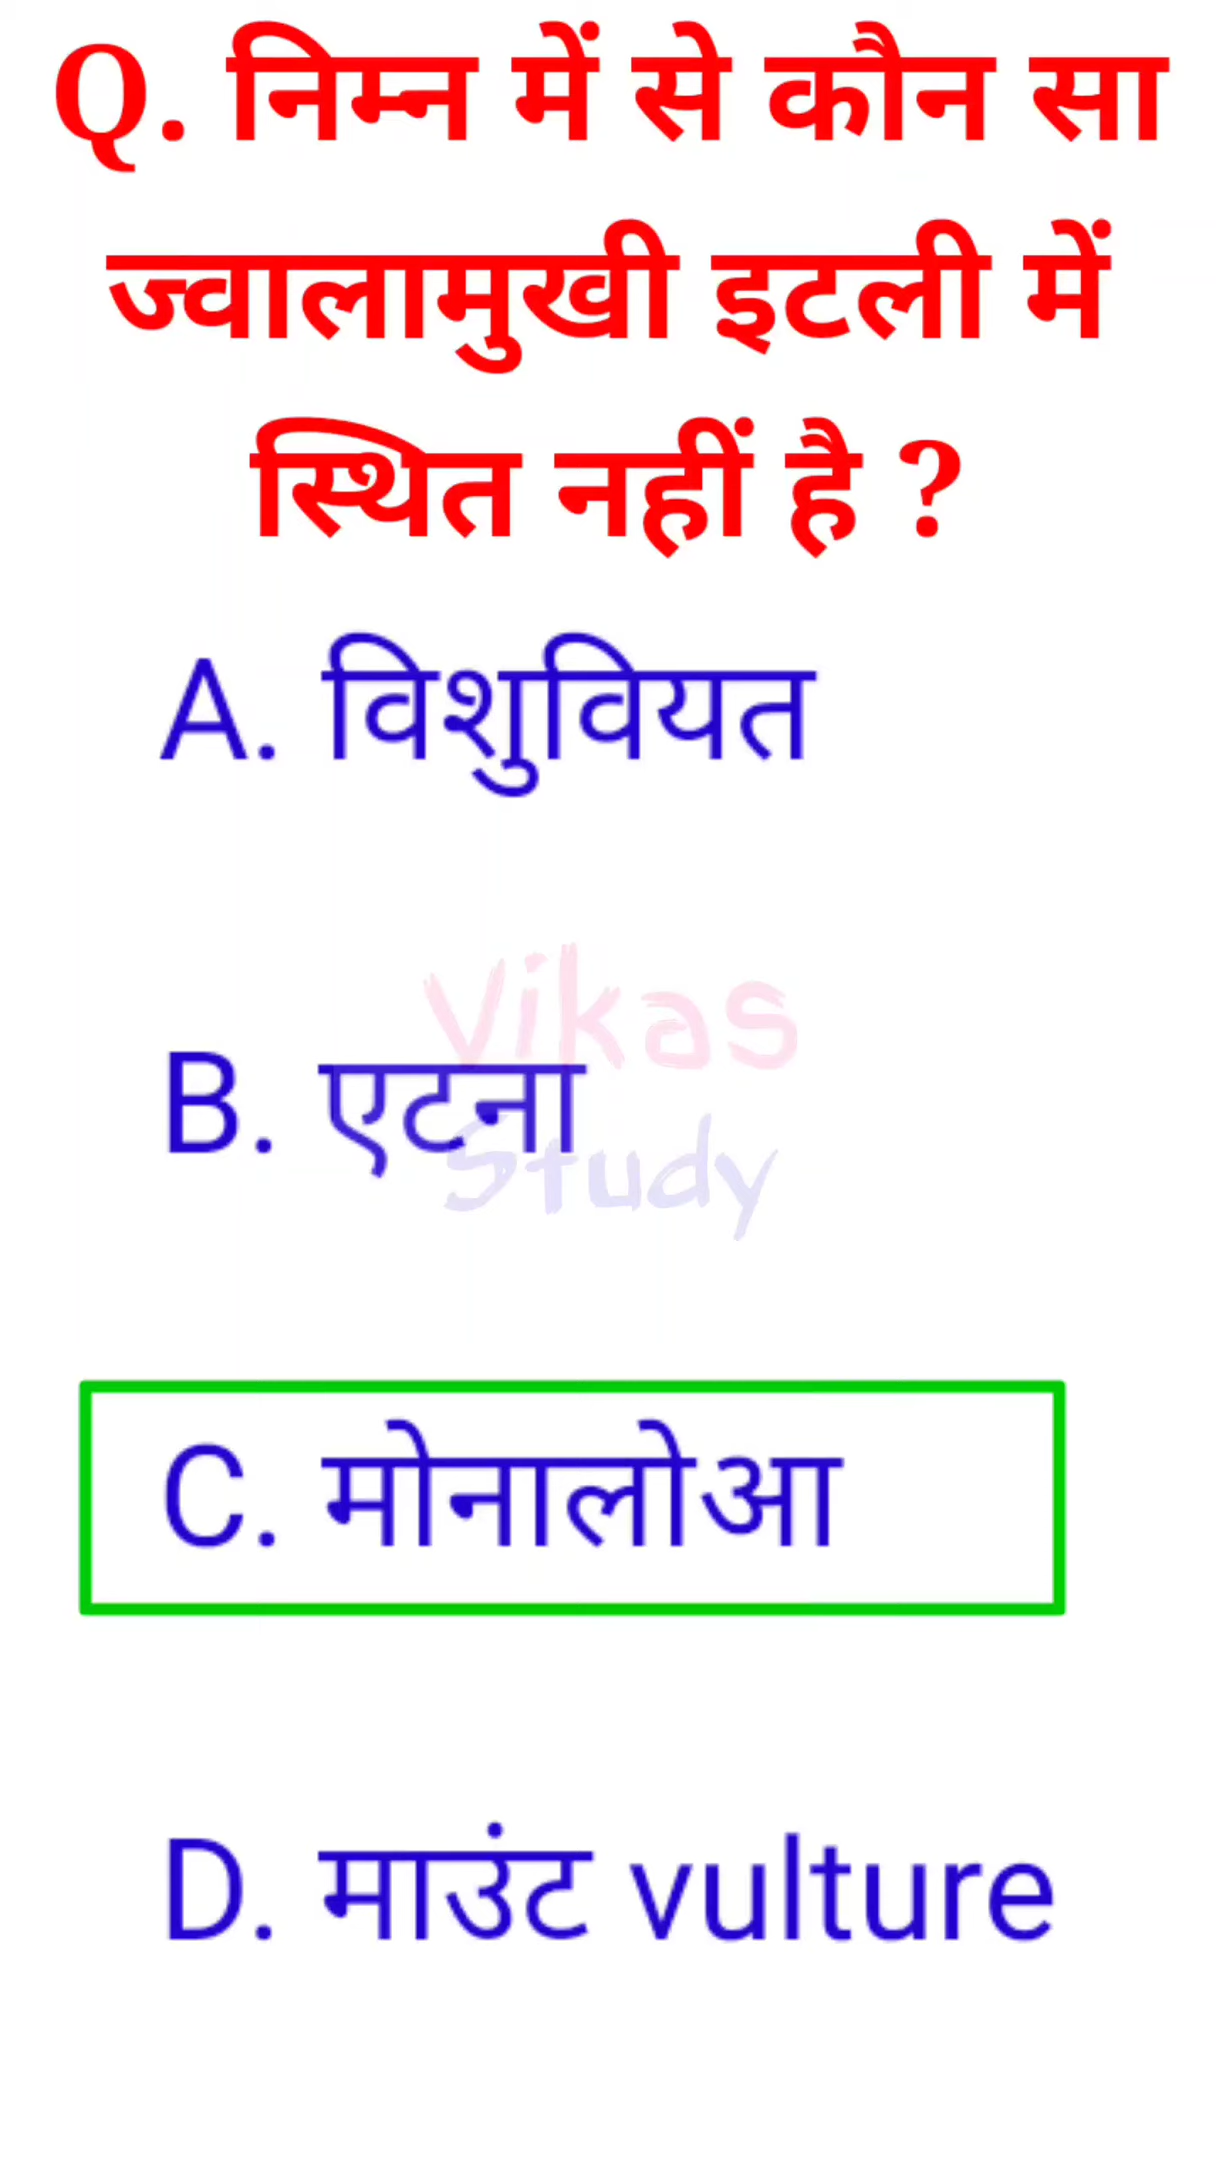 Q. निम्न में से कौन सा
ज्वालामुखी इटली में
स्थित नहीं है ?
A. विशुवियत
Vikas
B. एटना
Study
C. मोनालोआ
D. माउंट vulture